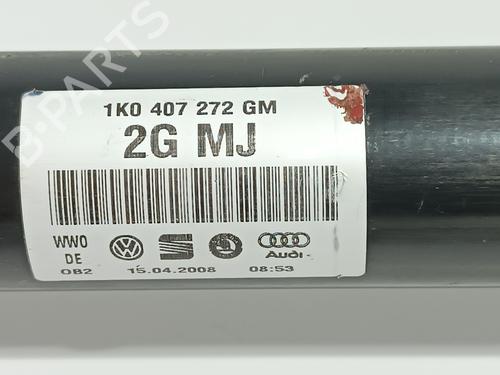 1K0 407 272 GM
2G MJ
WWO
DE
OB2 15.04.2008 08:53
Audi
B-PARTS